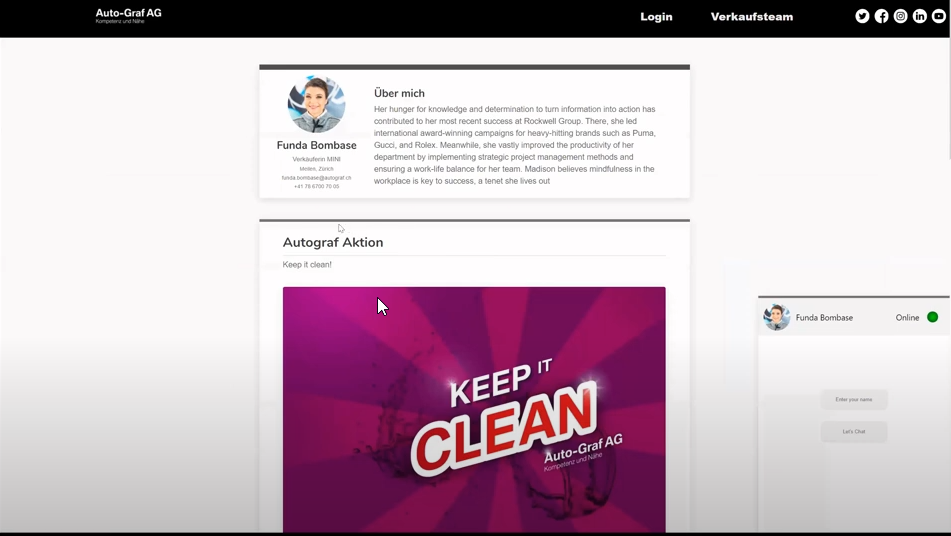 Auto-Graf AG
Kompetenz und Nähe
Login
Verkaufsteam
Über mich
Her hunger for knowledge and determination to turn information into action has
contributed to her most recent success at Rockwell Group. There, she led
international award-winning campaigns for heavy-hitting brands such as Puma,
Gucci, and Rolex. Meanwhile, she vastly improved the productivity of her
department by implementing strategic project management methods and
ensuring a work-life balance for her team. Madison believes mindfulness in the
workplace is key to success, a tenet she lives out
Funda Bombase
Verkäuferin MINI
Meilen, Zürich
funda.bombase@autograf.ch
+41 78 6700 70 05
Autograf Aktion
Keep it clean!
KEEP IT
CLEAN
Auto-Graf AG
Kompetenz und Nähe
Funda Bombase
Online
Enter your name
Let's Chat